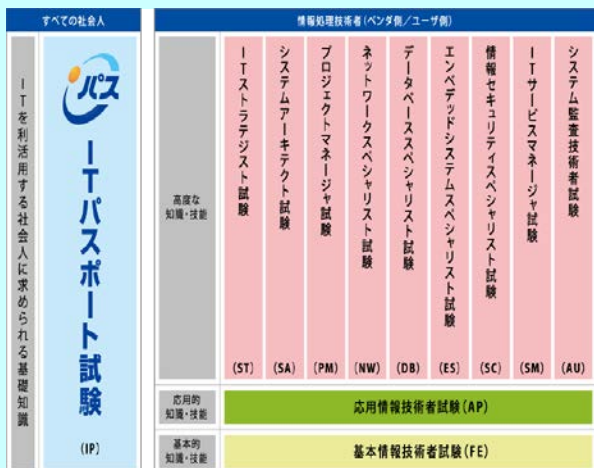 すべての社会人
ITを利活用する社会人に求められる基礎知識
iパス
ITパスポート試験
(IP)
情報処理技術者(ベンダ側/ユーザ側)
高度な
知識・技能
ITストラテジスト試験
(ST)
システムアーキテクト試験
(SA)
プロジェクトマネージャ試験
(PM)
ネットワークスペシャリスト試験
(NW)
データベーススペシャリスト試験
(DB)
エンベデッドシステムスペシャリスト試験
(ES)
情報セキュリティスペシャリスト試験
(SC)
ITサービスマネージャ試験
(SM)
システム監査技術者試験
(AU)
応用的
知識・技能
応用情報技術者試験(AP)
基本的
知識・技能
基本情報技術者試験(FE)